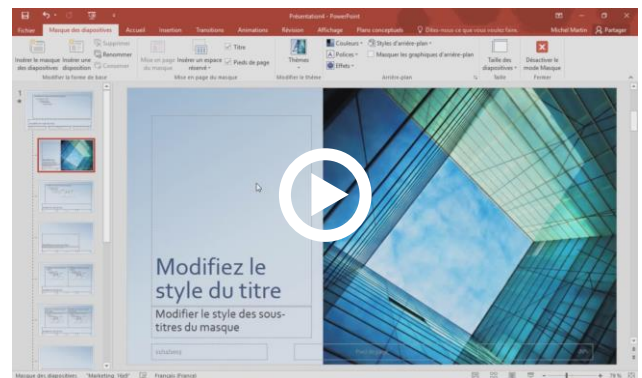 Présentation4 - PowerPoint
Fichier Masque des diapositives Accueil Insertion Transitions Animations Révision Affichage Plans conceptuels Dites-nous ce que vous voulez faire. Michel Martin Partager
Insérer le masque des diapositives
Insérer une disposition
Supprimer
Renommer
Conserver
Modifier la forme de base
Mise en page du masque
Insérer un espace réservé
Titre
Pieds de page
Mise en page du masque
Thèmes
Modifier le thème
Couleurs
Polices
Effets
Styles d'arrière-plan
Masquer les graphiques d'arrière-plan
Arrière-plan
Taille des diapositives
Taille
Désactiver le mode Masque
Fermer
1
Modifiez le
style du titre
Modifier le style des sous-
titres du masque
Masque des diapositives "Marketing Hall" Français (France) 79 %